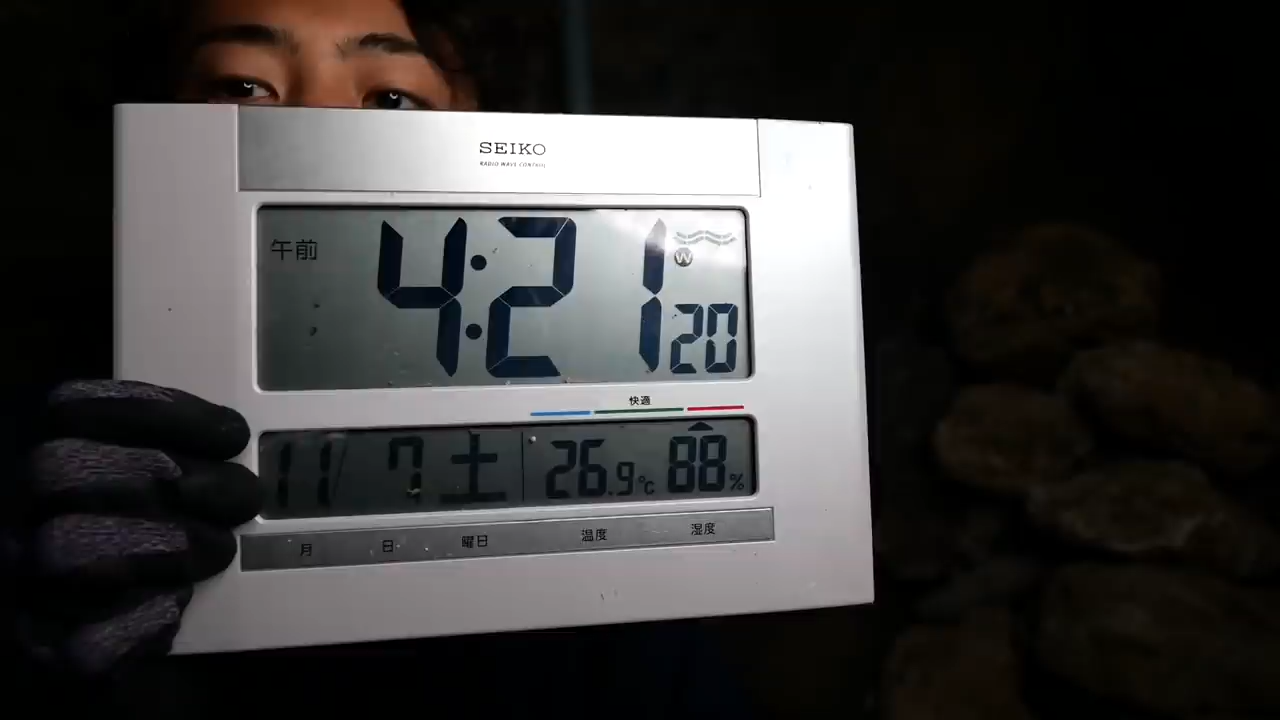 SEIKO
RADIO WAVE CONTROL
午前 4:21 20
W
快適
11/ 7 土 26.9℃ 88%
月 日 曜日 温度 湿度